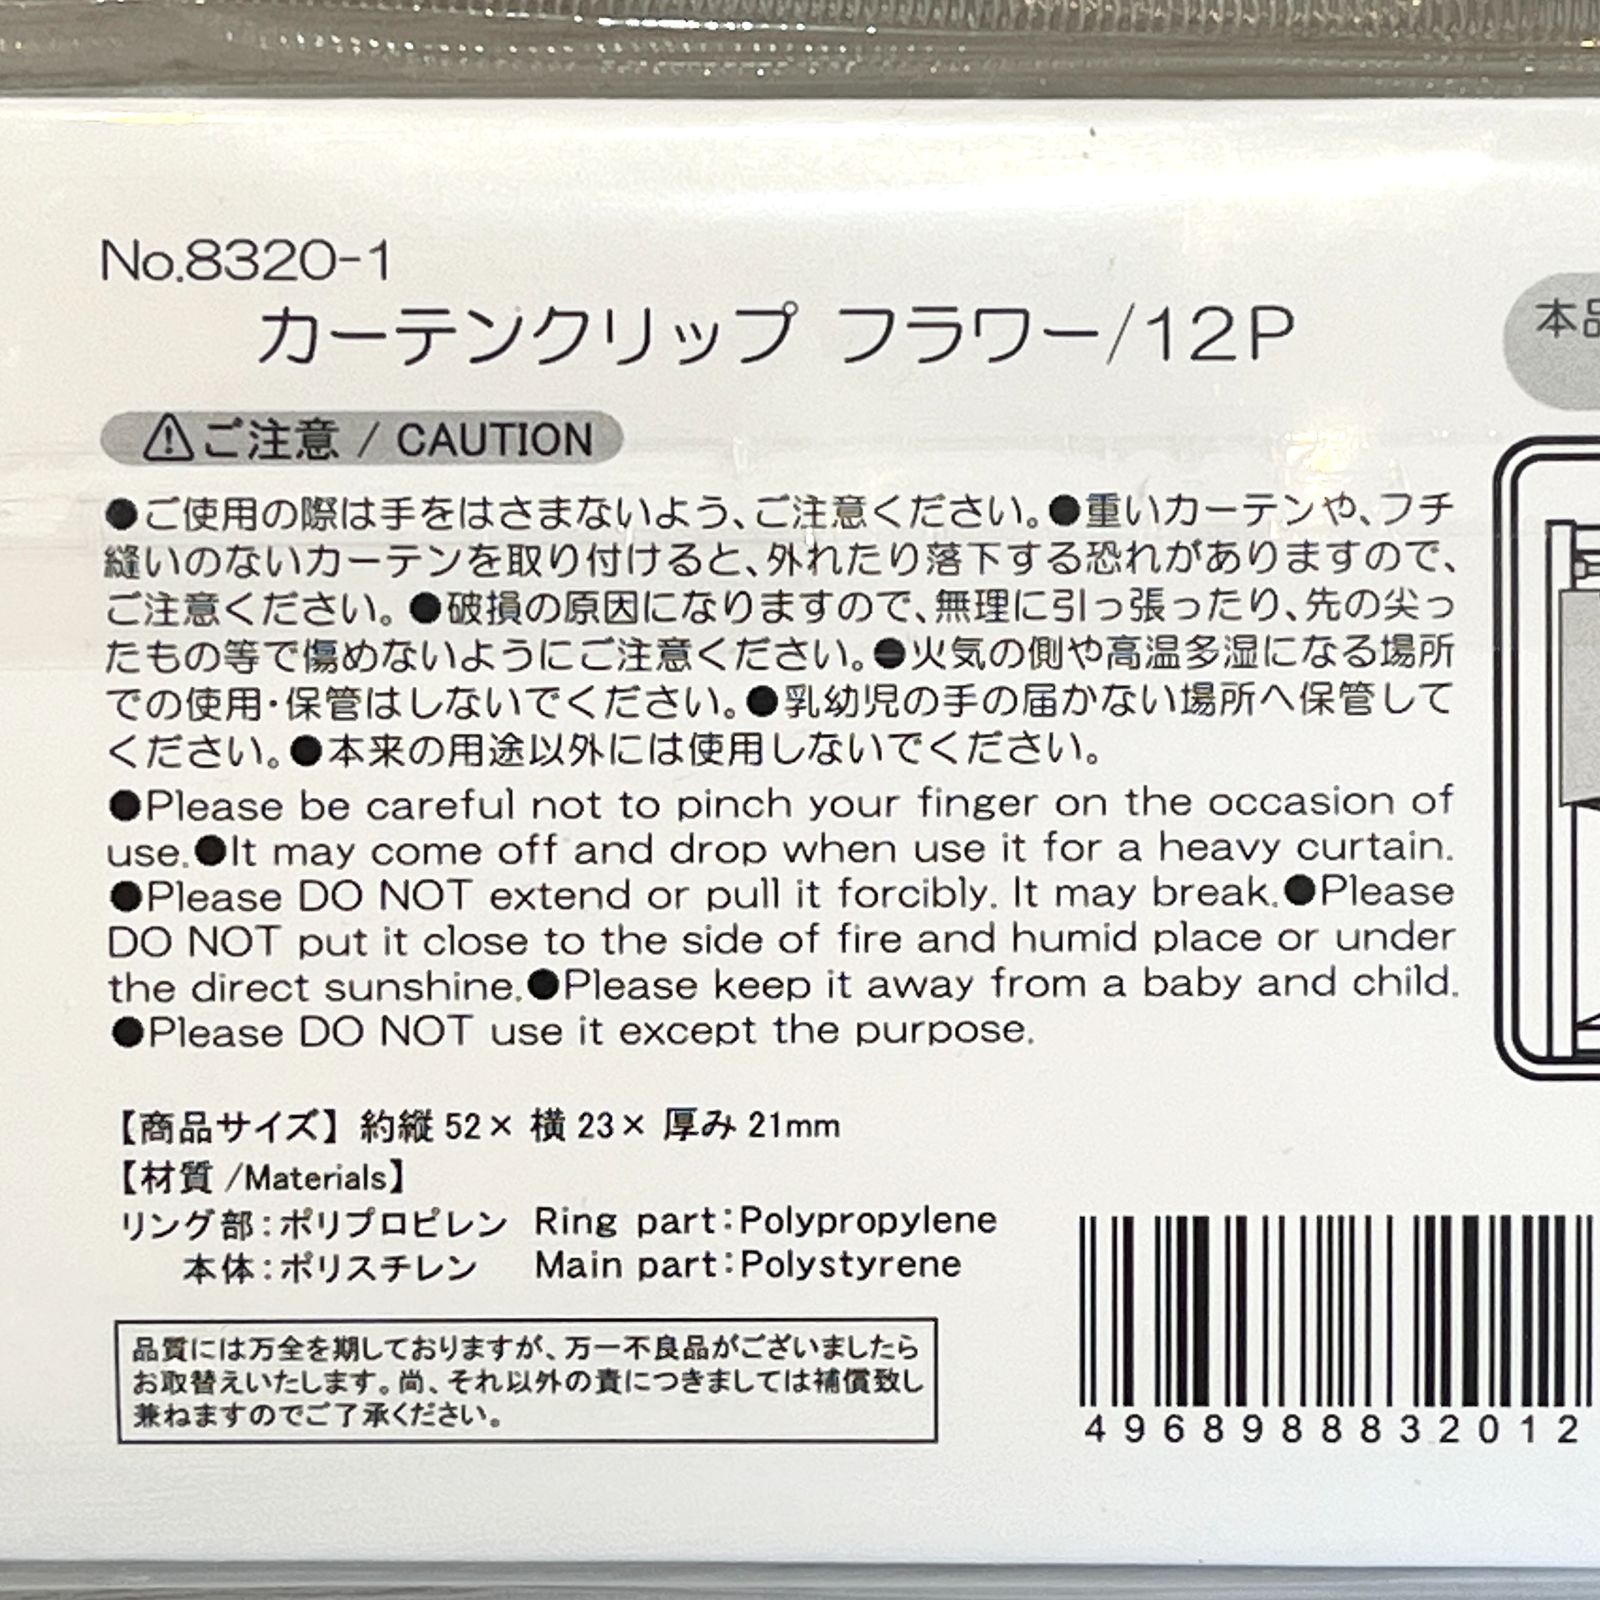 No.8320-1
カーテンクリップ フラワー/12P
本品
⚠ご注意 / CAUTION
●ご使用の際は手をはさまないよう、ご注意ください。●重いカーテンや、フチ
縫いのないカーテンを取り付けると、外れたり落下する恐れがありますので、
ご注意ください。●破損の原因になりますので、無理に引っ張ったり、先の尖っ
たもの等で傷めないようにご注意ください。●火気の側や高温多湿になる場所
での使用・保管はしないでください。●乳幼児の手の届かない場所へ保管して
ください。●本来の用途以外には使用しないでください。
●Please be careful not to pinch your finger on the occasion of
use.●It may come off and drop when use it for a heavy curtain.
●Please DO NOT extend or pull it forcibly. It may break.●Please
DO NOT put it close to the side of fire and humid place or under
the direct sunshine.●Please keep it away from a baby and child.
●Please DO NOT use it except the purpose.
【商品サイズ】約縦52×横23×厚み21mm
【材質/Materials】
リング部:ポリプロピレン Ring part:Polypropylene
本体:ポリスチレン Main part:Polystyrene
品質には万全を期しておりますが、万一不良品がございましたら
お取替えいたします。尚、それ以外の責につきましては補償致し
兼ねますのでご了承ください。
4968988832012